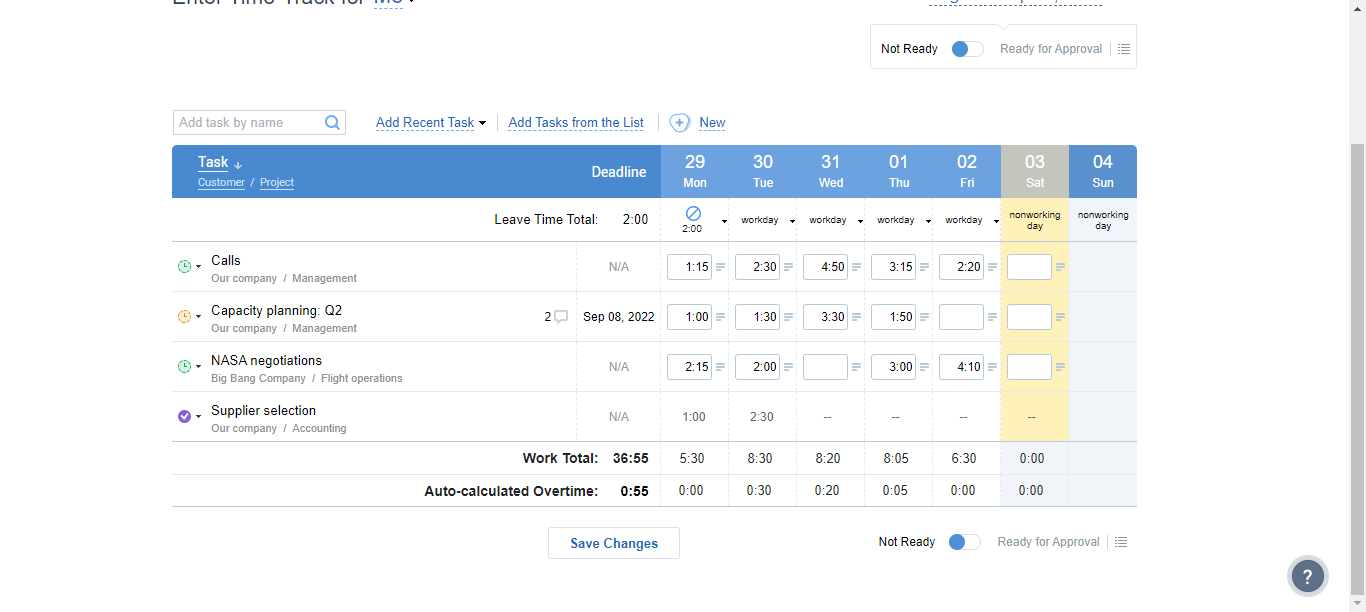 Enter Time-Track for Me
Not Ready Ready for Approval
Add task by name Add Recent Task Add Tasks from the List New
Task Deadline 29 30 31 01 02 03 04
Customer / Project Mon Tue Wed Thu Fri Sat Sun
Leave Time Total: 2:00 2:00 workday workday workday workday nonworking day nonworking day
Calls N/A 1:15 2:30 4:50 3:15 2:20
Our company / Management
Capacity planning: Q2 2 Sep 08, 2022 1:00 1:30 3:30 1:50
Our company / Management
NASA negotiations N/A 2:15 2:00 3:00 4:10
Big Bang Company / Flight operations
Supplier selection N/A 1:00 2:30 -- -- -- --
Our company / Accounting
Work Total: 36:55 5:30 8:30 8:20 8:05 6:30 0:00
Auto-calculated Overtime: 0:55 0:00 0:30 0:20 0:05 0:00 0:00
Save Changes Not Ready Ready for Approval
?